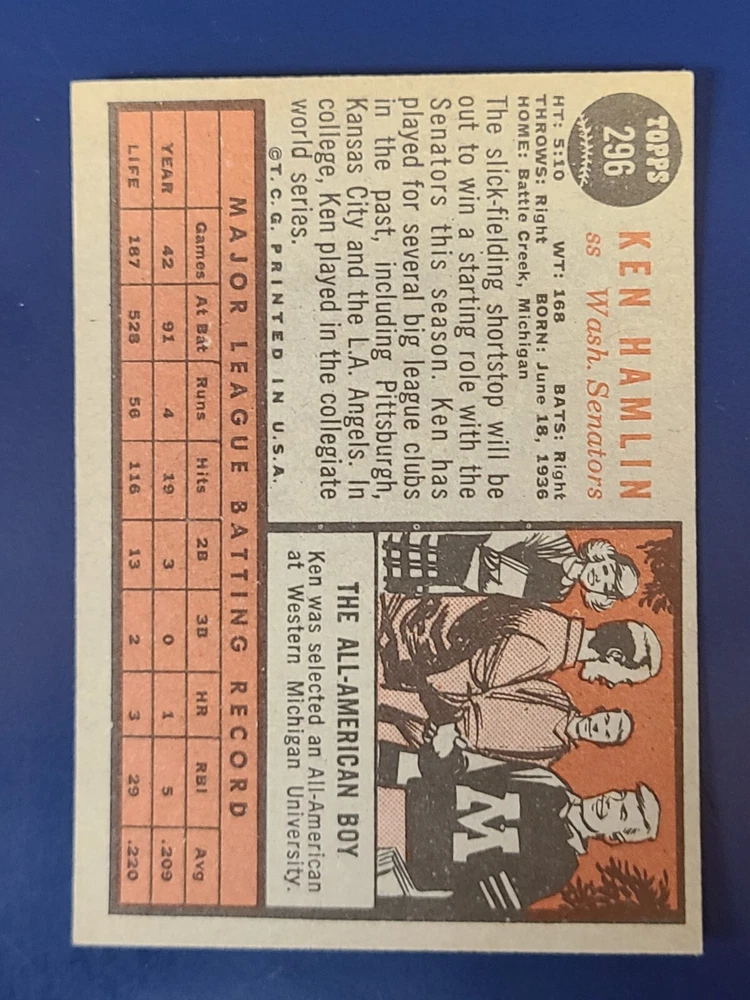 TOPPS
296
KEN HAMLIN
ss Wash. Senators
HT: 5:10 WT: 168 BATS: Right
THROWS: Right BORN: June 18, 1936
HOME: Battle Creek, Michigan
The slick-fielding shortstop will be
out to win a starting role with the
Senators this season. Ken has
played for several big league clubs
in the past, including Pittsburgh,
Kansas City and the L.A. Angels. In
college, Ken played in the collegiate
world series.
©T.C.G. PRINTED IN U.S.A.
M
THE ALL-AMERICAN BOY
Ken was selected an All-American
at Western Michigan University.
MAJOR LEAGUE BATTING RECORD
Games At Bat Runs Hits 2B 3B HR RBI Avg
YEAR 42 91 4 19 3 0 1 5 .209
LIFE 187 528 56 116 13 2 3 29 .220